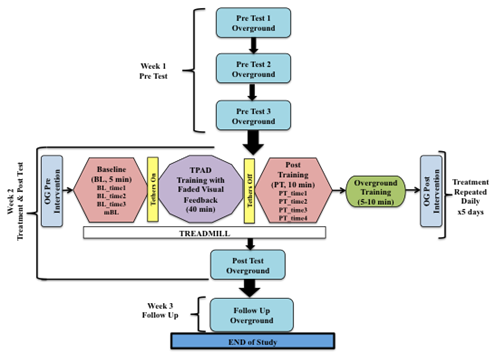 Pre Test 1
Overground
Week 1
Pre Test
Pre Test 2
Overground
Pre Test 3
Overground
Week 2
Treatment & Post Test
OG Pre
Intervention
Baseline
(BL, 5 min)
BL_time1
BL_time2
BL_time3
mBL
Tethers On
TPAD
Training with
Faded Visual
Feedback
(40 min)
Tethers Off
Post
Training
(PT, 10 min)
PT_time1
PT_time2
PT_time3
PT_time4
Overground
Training
(5-10 min)
OG Post
Intervention
Treatment
Repeated
Daily
x5 days
TREADMILL
Post Test
Overground
Week 3
Follow Up
Follow Up
Overground
END of Study